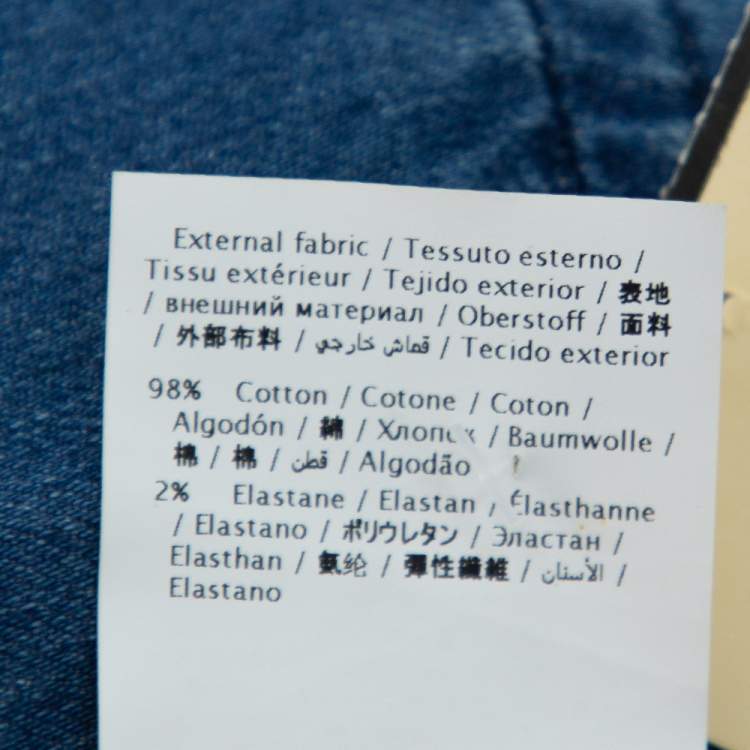 External fabric / Tessuto esterno /
Tissu extérieur / Tejido exterior / 表地
/ внешний материал / Oberstoff / 面料
/ 外部布料 / قماش خارجي / Tecido exterior
98% Cotton / Cotone / Coton /
Algodón / 綿 / Хлопок / Baumwolle /
棉 / 棉 / قطن / Algodão /
2% Elastane / Elastan / Élasthanne
/ Elastano / ポリウレタン / Эластан /
Elasthan / 氨纶 / 彈性纖維 / الأستان /
Elastano